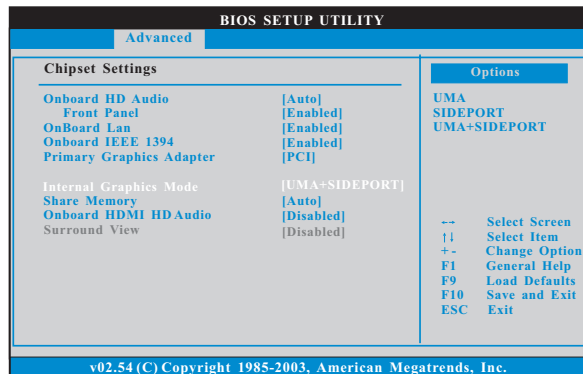 BIOS SETUP UTILITY
Advanced
Chipset Settings
Onboard HD Audio [Auto]
Front Panel [Enabled]
OnBoard Lan [Enabled]
Onboard IEEE 1394 [Enabled]
Primary Graphics Adapter [PCI]
Internal Graphics Mode [UMA+SIDEPORT]
Share Memory [Auto]
Onboard HDMI HD Audio [Disabled]
Surround View [Disabled]
Options
UMA
SIDEPORT
UMA+SIDEPORT
←→ Select Screen
↑↓ Select Item
+- Change Option
F1 General Help
F9 Load Defaults
F10 Save and Exit
ESC Exit
v02.54 (C) Copyright 1985-2003, American Megatrends, Inc.